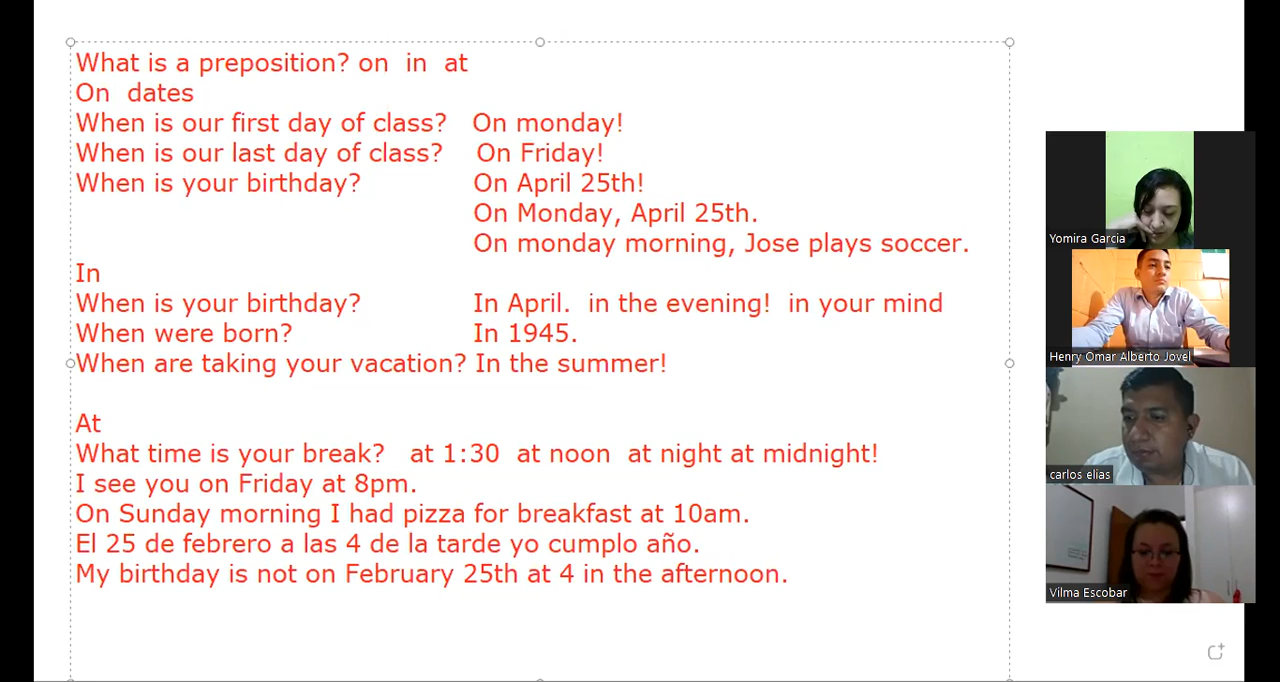 What is a preposition? on in at
On dates
When is our first day of class? On monday!
When is our last day of class? On Friday!
When is your birthday? On April 25th!
On Monday, April 25th.
On monday morning, Jose plays soccer.
In
When is your birthday? In April. in the evening! in your mind
When were born? In 1945.
When are taking your vacation? In the summer!
At
What time is your break? at 1:30 at noon at night at midnight!
I see you on Friday at 8pm.
On Sunday morning I had pizza for breakfast at 10am.
El 25 de febrero a las 4 de la tarde yo cumplo año.
My birthday is not on February 25th at 4 in the afternoon.
Yomira Garcia
Henry Omar Alberto Jovel
carlos elias
Vilma Escobar